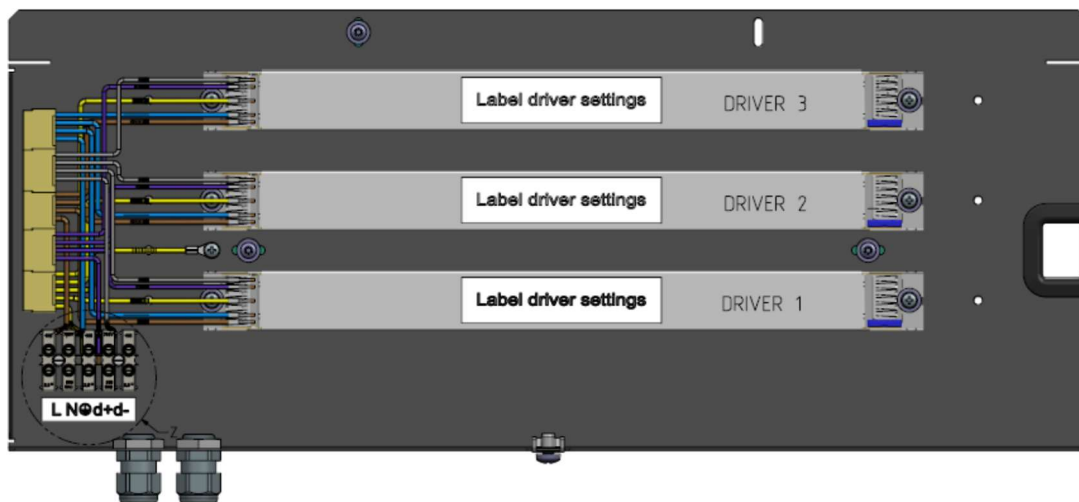 Label driver settings DRIVER 3
Label driver settings DRIVER 2
Label driver settings DRIVER 1
L N⏚d+d-
Z